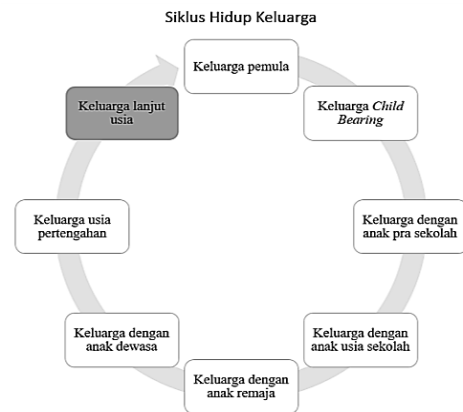 Siklus Hidup Keluarga
Keluarga pemula
Keluarga Child
Bearing
Keluarga dengan
anak pra sekolah
Keluarga dengan
anak usia sekolah
Keluarga dengan
anak remaja
Keluarga dengan
anak dewasa
Keluarga usia
pertengahan
Keluarga lanjut
usia